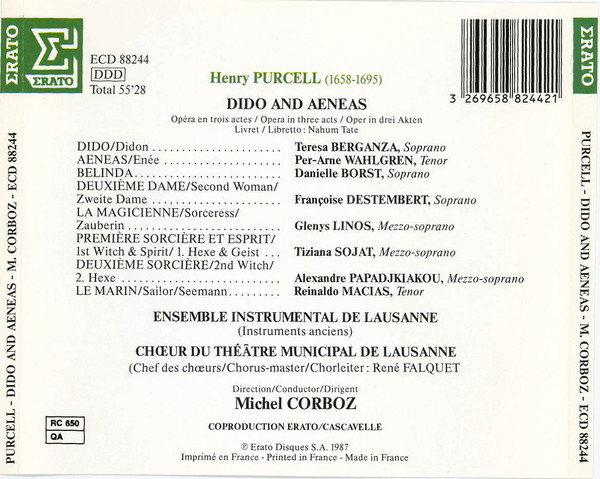 ERATO
ERATO
ECD 88244
DDD
Total 55'28
Henry PURCELL (1658-1695)
3 269658 824421
DIDO AND AENEAS
Opéra en trois actes / Opera in three acts / Oper in drei Akten
Livret / Libretto : Nahum Tate
DIDO/Didon ...................... Teresa BERGANZA, Soprano
AENEAS/Enée .................... Per-Arne WAHLGREN, Tenor
BELINDA......................... Danielle BORST, Soprano
DEUXIÈME DAME/Second Woman/
Zweite Dame ..................... Françoise DESTEMBERT, Soprano
LA MAGICIENNE/Sorceress/
Zauberin ........................ Glenys LINOS, Mezzo-soprano
PREMIÈRE SORCIÈRE ET ESPRIT/
1st Witch & Spirit/ 1. Hexe & Geist ... Tiziana SOJAT, Mezzo-soprano
DEUXIÈME SORCIÈRE/2nd Witch/
2. Hexe ......................... Alexandre PAPADJKIAKOU, Mezzo-soprano
LE MARIN/Sailor/Seemann......... Reinaldo MACIAS, Tenor
ENSEMBLE INSTRUMENTAL DE LAUSANNE
(Instruments anciens)
CHŒUR DU THÉÂTRE MUNICIPAL DE LAUSANNE
(Chef des chœurs/Chorus-master/Chorleiter : René FALQUET
Direction/Conductor/Dirigent
Michel CORBOZ
COPRODUCTION ERATO/CASCAVELLE
RC 650
QA
℗ Erato Disques S.A. 1987
Imprimé en France - Printed in France - Made in France
PURCELL - DIDO AND AENEAS - M. CORBOZ - ECD 88244
ERATO
PURCELL - DIDO AND AENEAS - M. CORBOZ - ECD 88244